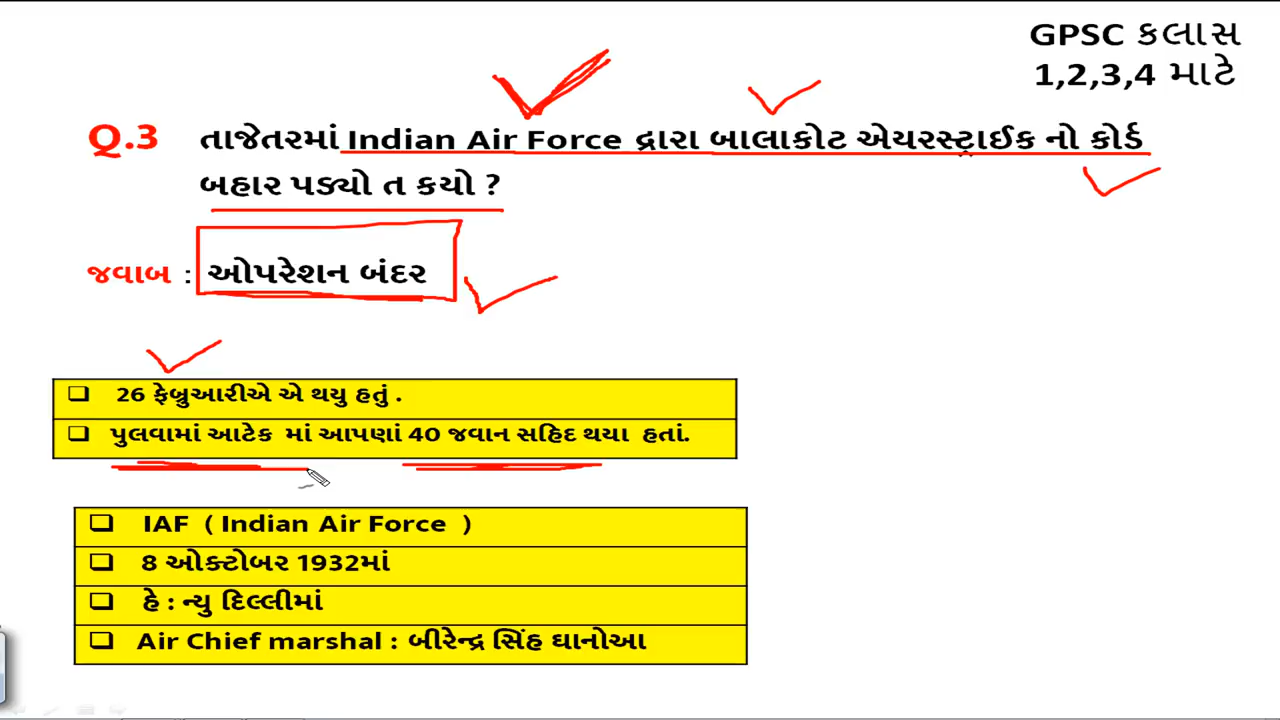 GPSC કલાસ
1,2,3,4 માટે
Q.3 તાજેતરમાં Indian Air Force દ્રારા બાલાકોટ એયરસ્ટ્રાઈક નો કોર્ડ
બહાર પડ્યો ત કયો ?
જવાબ : ઓપરેશન બંદર
26 ફેબ્રુઆરીએ એ થયુ હતું .
પુલવામાં આટેક માં આપણાં 40 જવાન સહિદ થયા હતાં.
IAF ( Indian Air Force )
8 ઓક્ટોબર 1932માં
હે : ન્યુ દિલ્લીમાં
Air Chief marshal : બીરેન્દ્ર સિંહ ઘાનોઆ